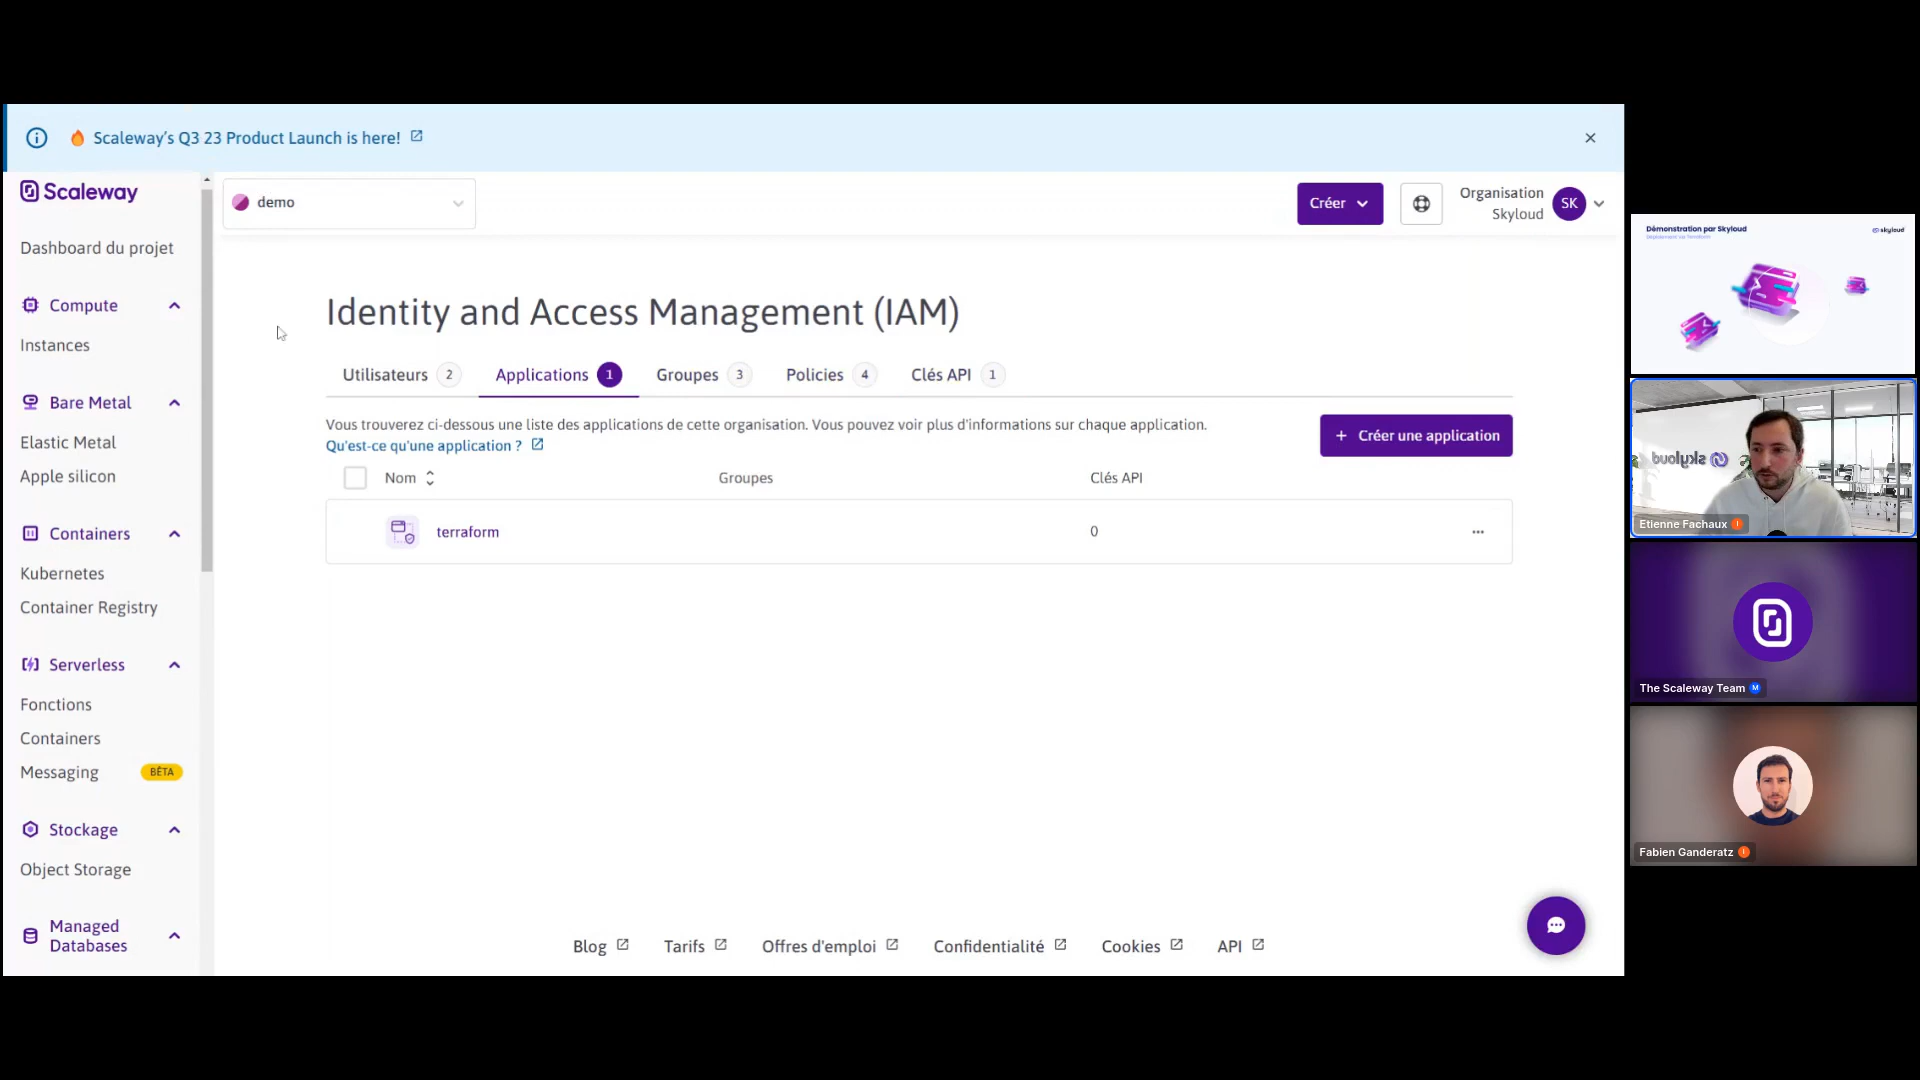 🔥 Scaleway’s Q3 23 Product Launch is here!
Scaleway
demo
Créer
Organisation
Skyloud
SK
Dashboard du projet
Compute
Instances
Bare Metal
Elastic Metal
Apple silicon
Containers
Kubernetes
Container Registry
Serverless
Fonctions
Containers
Messaging BÊTA
Stockage
Object Storage
Managed
Databases
Identity and Access Management (IAM)
Utilisateurs 2 Applications 1 Groupes 3 Policies 4 Clés API 1
Vous trouverez ci-dessous une liste des applications de cette organisation. Vous pouvez voir plus d'informations sur chaque application.
Qu'est-ce qu'une application ?
+ Créer une application
Nom Groupes Clés API
terraform 0 ...
Blog Tarifs Offres d'emploi Confidentialité Cookies API
Démonstration par Skyloud
skyloud
skyloud
Etienne Fachaux I
The Scaleway Team M
Fabien Ganderatz I